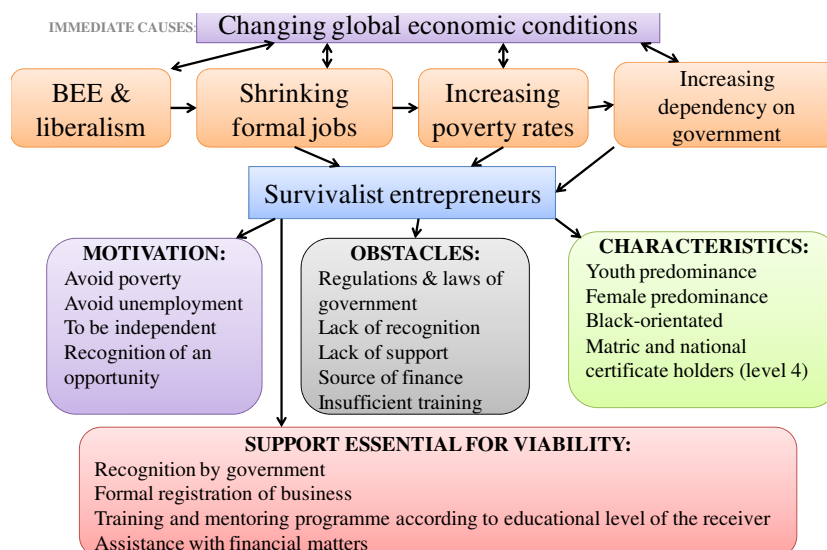 IMMEDIATE CAUSES:
Changing global economic conditions
BEE &
liberalism
Shrinking
formal jobs
Increasing
poverty rates
Increasing
dependency on
government
Survivalist entrepreneurs
MOTIVATION:
Avoid poverty
Avoid unemployment
To be independent
Recognition of an
opportunity
OBSTACLES:
Regulations & laws of
government
Lack of recognition
Lack of support
Source of finance
Insufficient training
CHARACTERISTICS:
Youth predominance
Female predominance
Black-orientated
Matric and national
certificate holders (level 4)
SUPPORT ESSENTIAL FOR VIABILITY:
Recognition by government
Formal registration of business
Training and mentoring programme according to educational level of the receiver
Assistance with financial matters